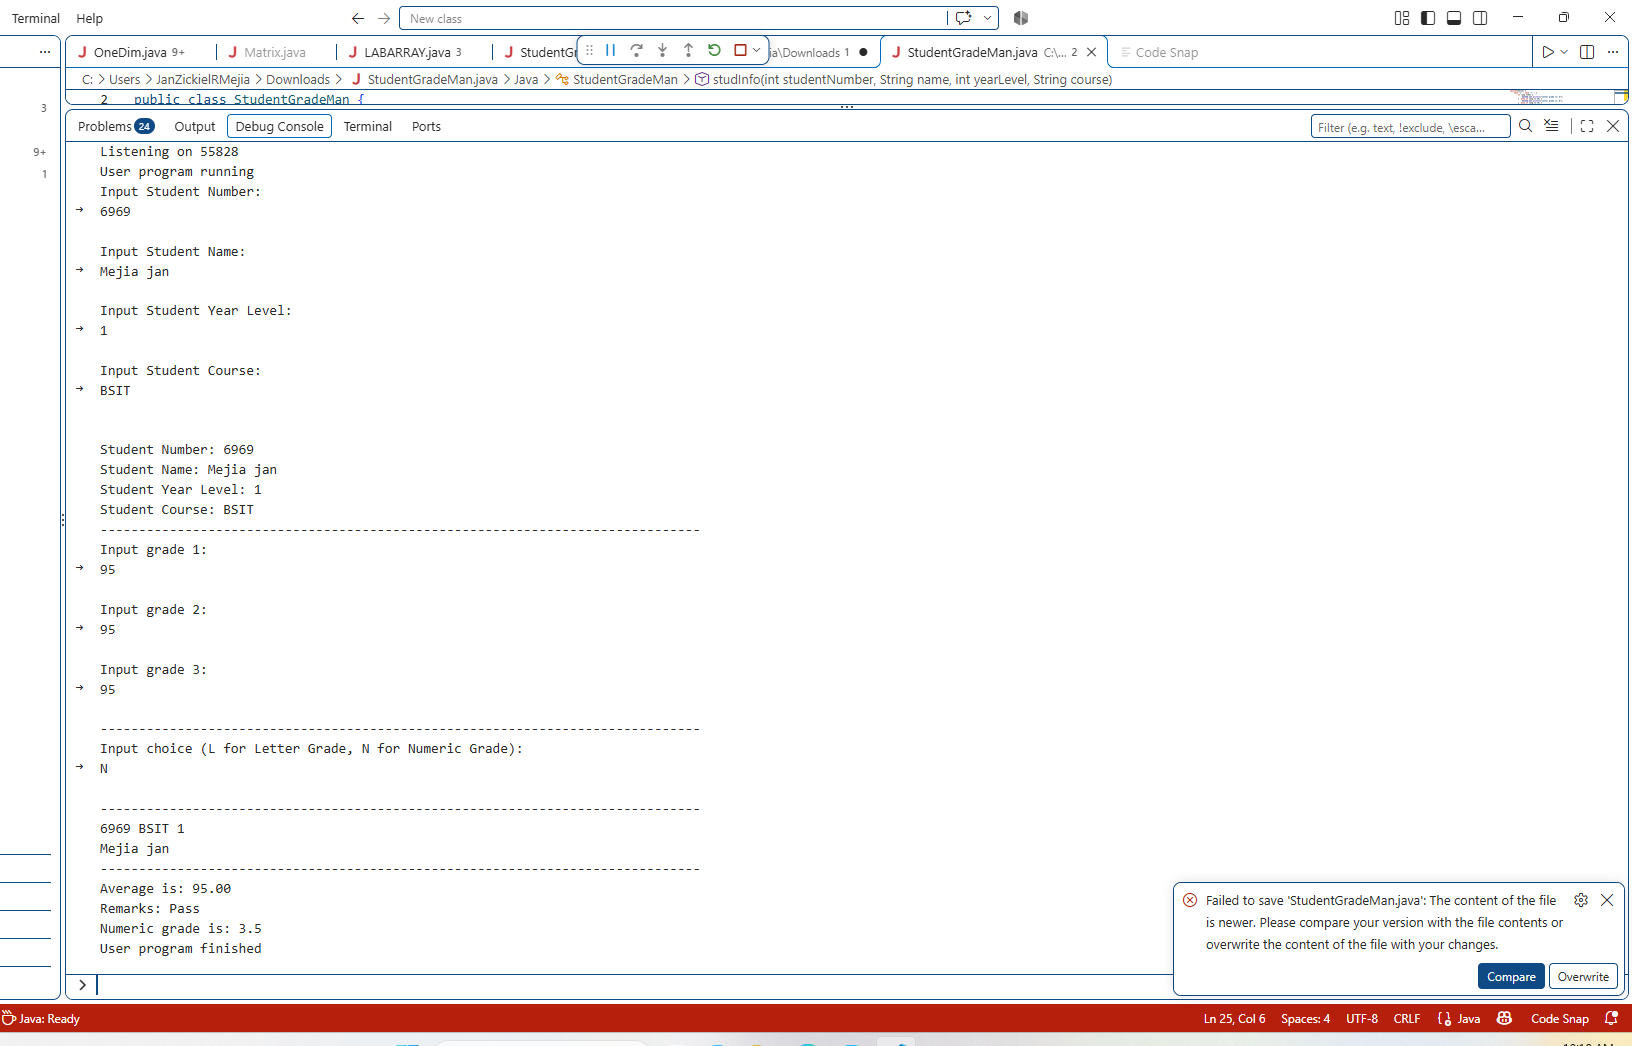 Terminal Help
New class
OneDim.java 9+
Matrix.java
LABARRAY.java 3
ia\Downloads 1
StudentGradeMan.java C:\... 2
Code Snap
C: > Users > JanZickielRMejia > Downloads > StudentGradeMan.java > Java > StudentGradeMan > studInfo(int studentNumber, String name, int yearLevel, String course)
2 public class StudentGradeMan {
3
9+
1
Problems 24 Output Debug Console Terminal Ports
Filter (e.g. text, !exclude, \esca...
Listening on 55828
User program running
Input Student Number:
6969
Input Student Name:
Mejia jan
Input Student Year Level:
1
Input Student Course:
BSIT
Student Number: 6969
Student Name: Mejia jan
Student Year Level: 1
Student Course: BSIT
------------------------------------------------------------------------------
Input grade 1:
95
Input grade 2:
95
Input grade 3:
95
------------------------------------------------------------------------------
Input choice (L for Letter Grade, N for Numeric Grade):
N
------------------------------------------------------------------------------
6969 BSIT 1
Mejia jan
------------------------------------------------------------------------------
Average is: 95.00
Remarks: Pass
Numeric grade is: 3.5
User program finished
Failed to save 'StudentGradeMan.java': The content of the file
is newer. Please compare your version with the file contents or
overwrite the content of the file with your changes.
Compare Overwrite
Java: Ready
Ln 25, Col 6 Spaces: 4 UTF-8 CRLF Java Code Snap